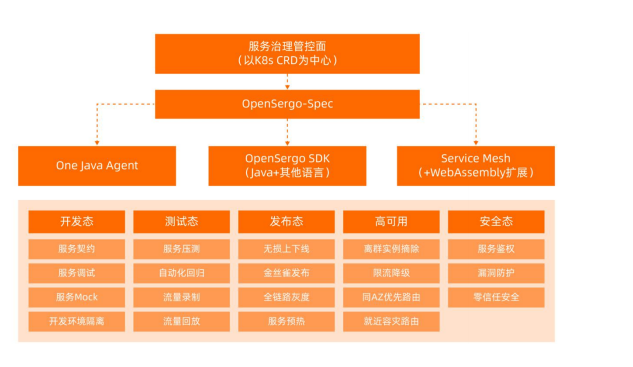 服务治理管控面
（以K8s CRD为中心）
OpenSergo-Spec
One Java Agent
OpenSergo SDK
（Java+其他语言）
Service Mesh
（+WebAssembly扩展）
开发态 测试态 发布态 高可用 安全态
服务契约 服务压测 无损上下线 离群实例摘除 服务鉴权
服务调试 自动化回归 金丝雀发布 限流降级 漏洞防护
服务Mock 流量录制 全链路灰度 同AZ优先路由 零信任安全
开发环境隔离 流量回放 服务预热 就近容灾路由